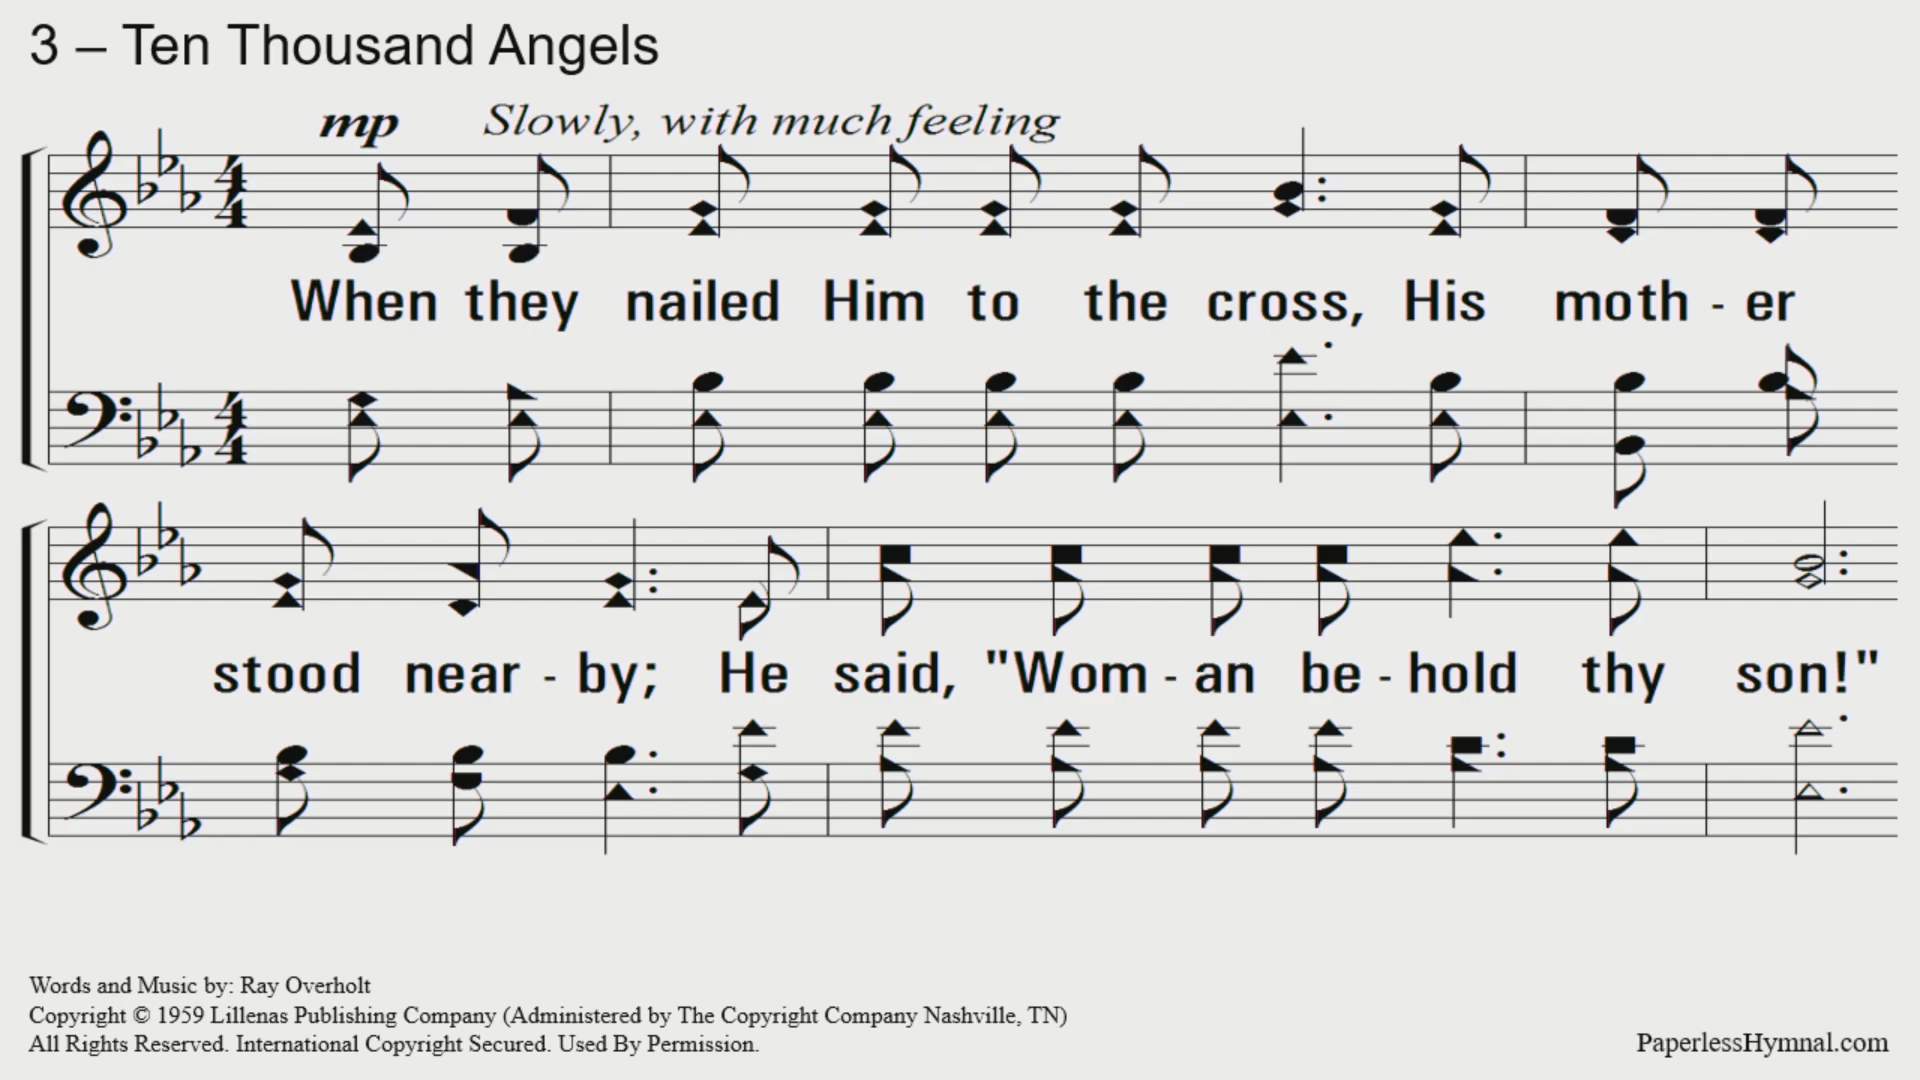 3 – Ten Thousand Angels
mp Slowly, with much feeling
When they nailed Him to the cross, His moth - er
stood near - by; He said, "Wom - an be - hold thy son!"
Words and Music by: Ray Overholt
Copyright © 1959 Lillenas Publishing Company (Administered by The Copyright Company Nashville, TN)
All Rights Reserved. International Copyright Secured. Used By Permission.
PaperlessHymnal.com